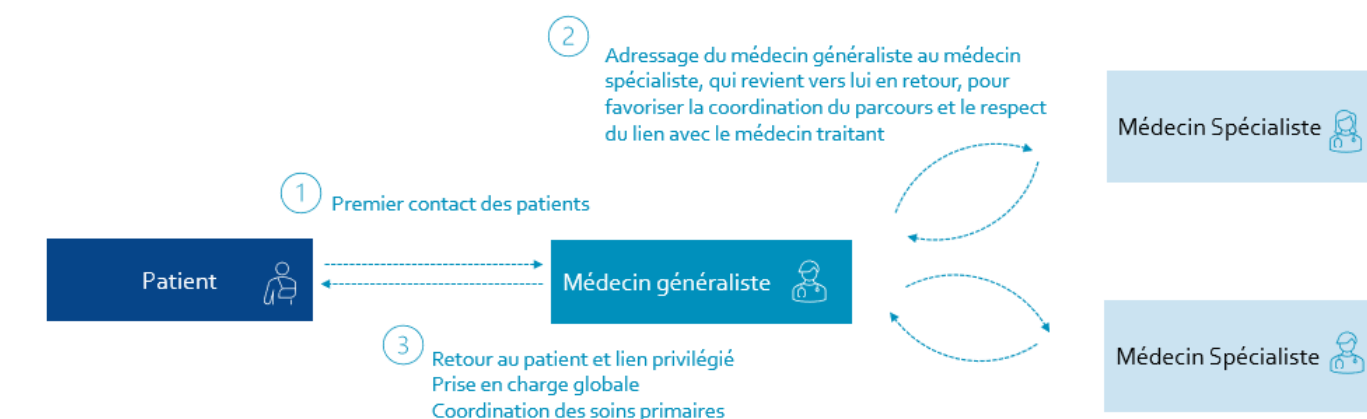 2
Adressage du médecin généraliste au médecin
spécialiste, qui revient vers lui en retour, pour
favoriser la coordination du parcours et le respect
du lien avec le médecin traitant
Médecin Spécialiste
1
Premier contact des patients
Patient
Médecin généraliste
3
Retour au patient et lien privilégié
Prise en charge globale
Coordination des soins primaires
Médecin Spécialiste